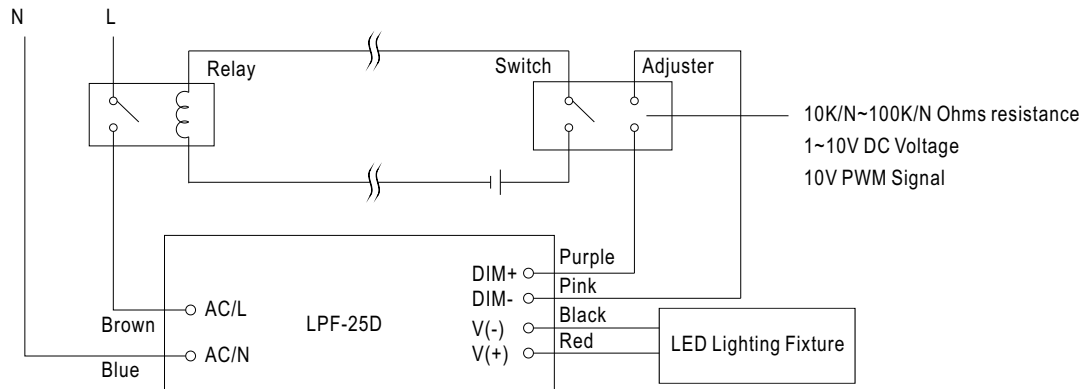 N
L
Relay
Switch
Adjuster
10K/N~100K/N Ohms resistance
1~10V DC Voltage
10V PWM Signal
Purple
DIM+
Pink
DIM-
Black
V(-)
Red
V(+)
LED Lighting Fixture
LPF-25D
AC/L
Brown
AC/N
Blue